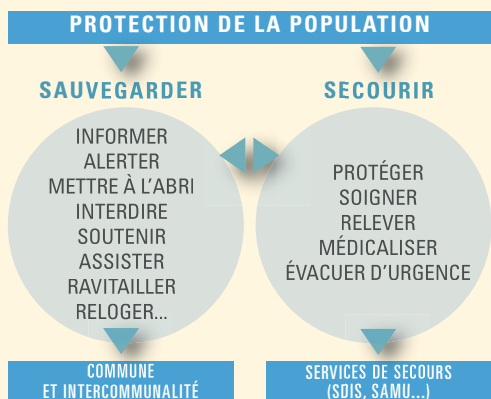 PROTECTION DE LA POPULATION
SAUVEGARDER
INFORMER
ALERTER
METTRE À L'ABRI
INTERDIRE
SOUTENIR
ASSISTER
RAVITAILLER
RELOGER...
COMMUNE
ET INTERCOMMUNALITÉ
SECOURIR
PROTÉGER
SOIGNER
RELEVER
MÉDICALISER
ÉVACUER D'URGENCE
SERVICES DE SECOURS
(SDIS, SAMU...)